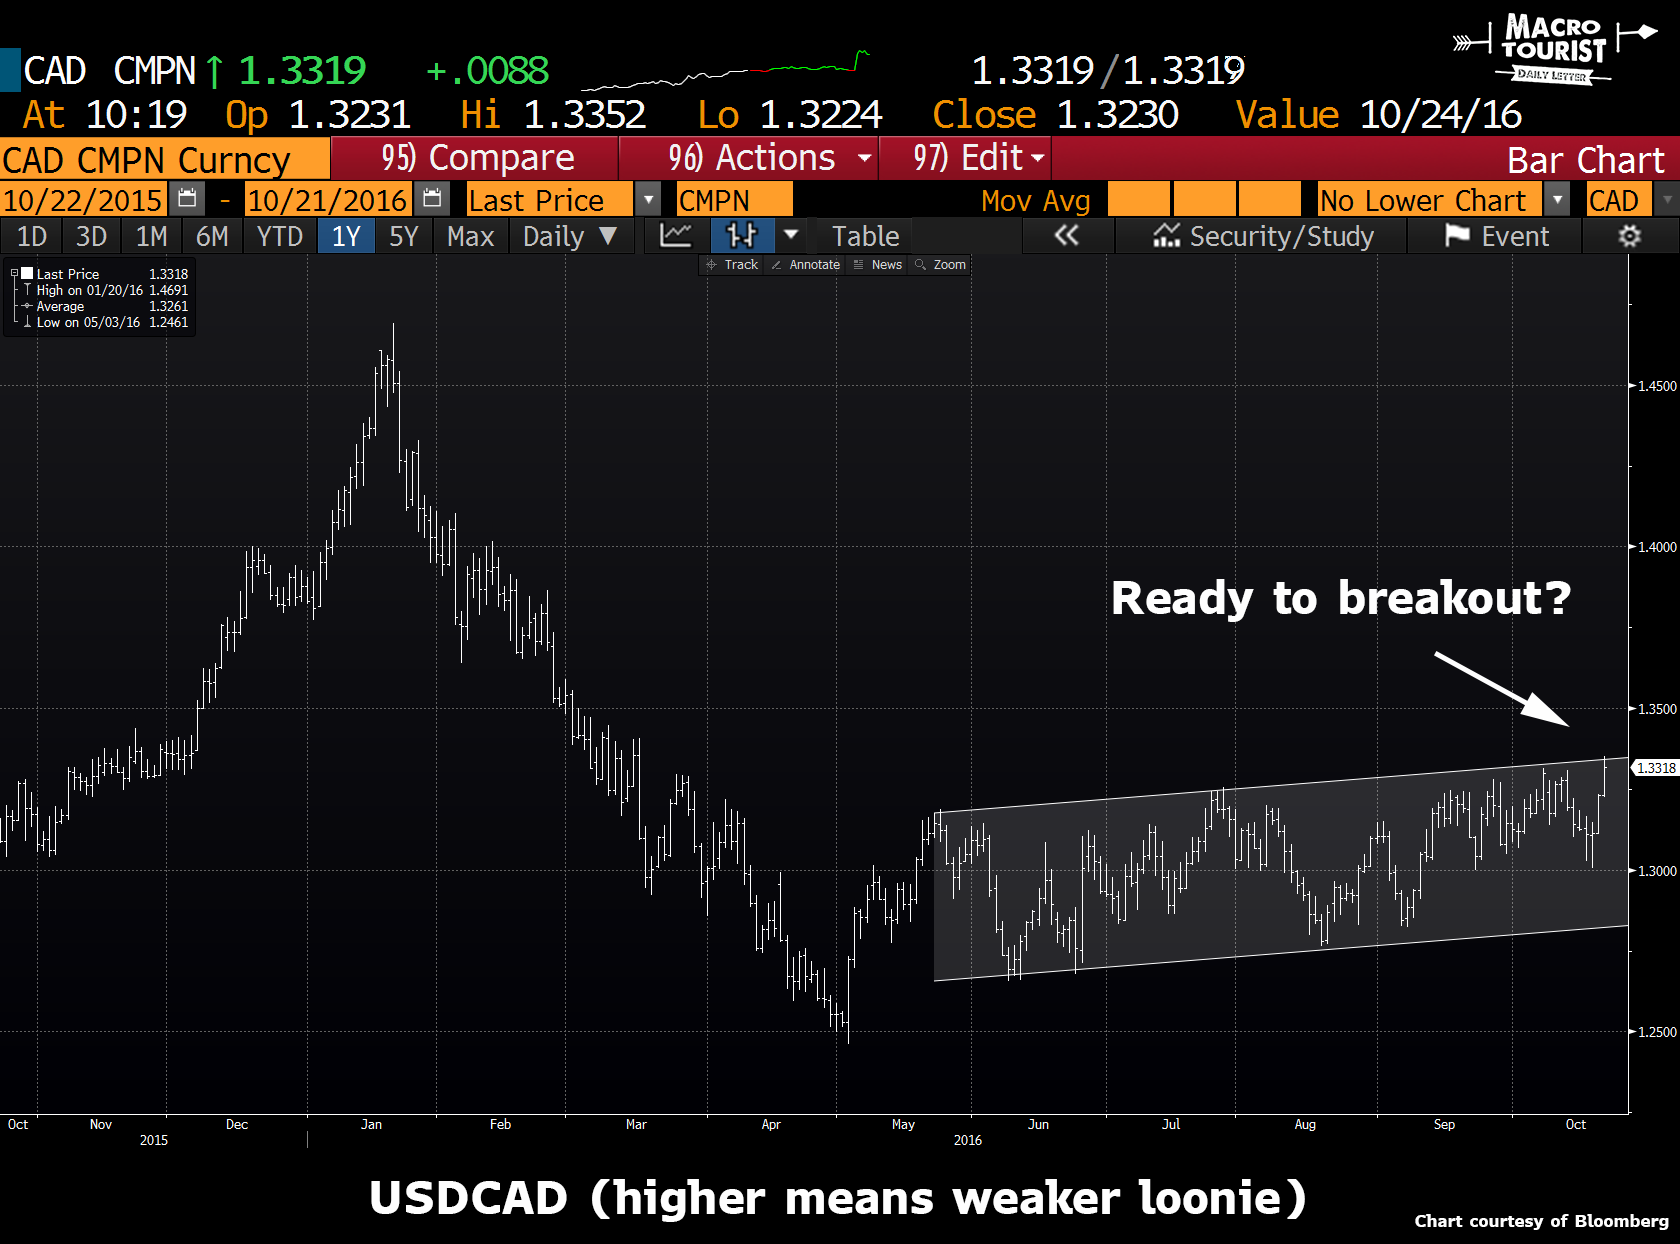 MACRO
TOURIST
DAILY LETTER
CAD CMPN ↑ 1.3319 +.0088 1.3319/1.3319
At 10:19 Op 1.3231 Hi 1.3352 Lo 1.3224 Close 1.3230 Value 10/24/16
CAD CMPN Curncy 95) Compare 96) Actions 97) Edit Bar Chart
10/22/2015 - 10/21/2016 Last Price CMPN Mov Avg No Lower Chart CAD
1D 3D 1M 6M YTD 1Y 5Y Max Daily ▼ Table « Security/Study Event
Track Annotate News Zoom
Last Price 1.3318
High on 01/20/16 1.4691
Average 1.3261
Low on 05/03/16 1.2461
1.4500
1.4000
Ready to breakout?
1.3500
1.3318
1.3000
1.2500
Oct Nov Dec Jan Feb Mar Apr May Jun Jul Aug Sep Oct
2015 2016
USDCAD (higher means weaker loonie)
Chart courtesy of Bloomberg